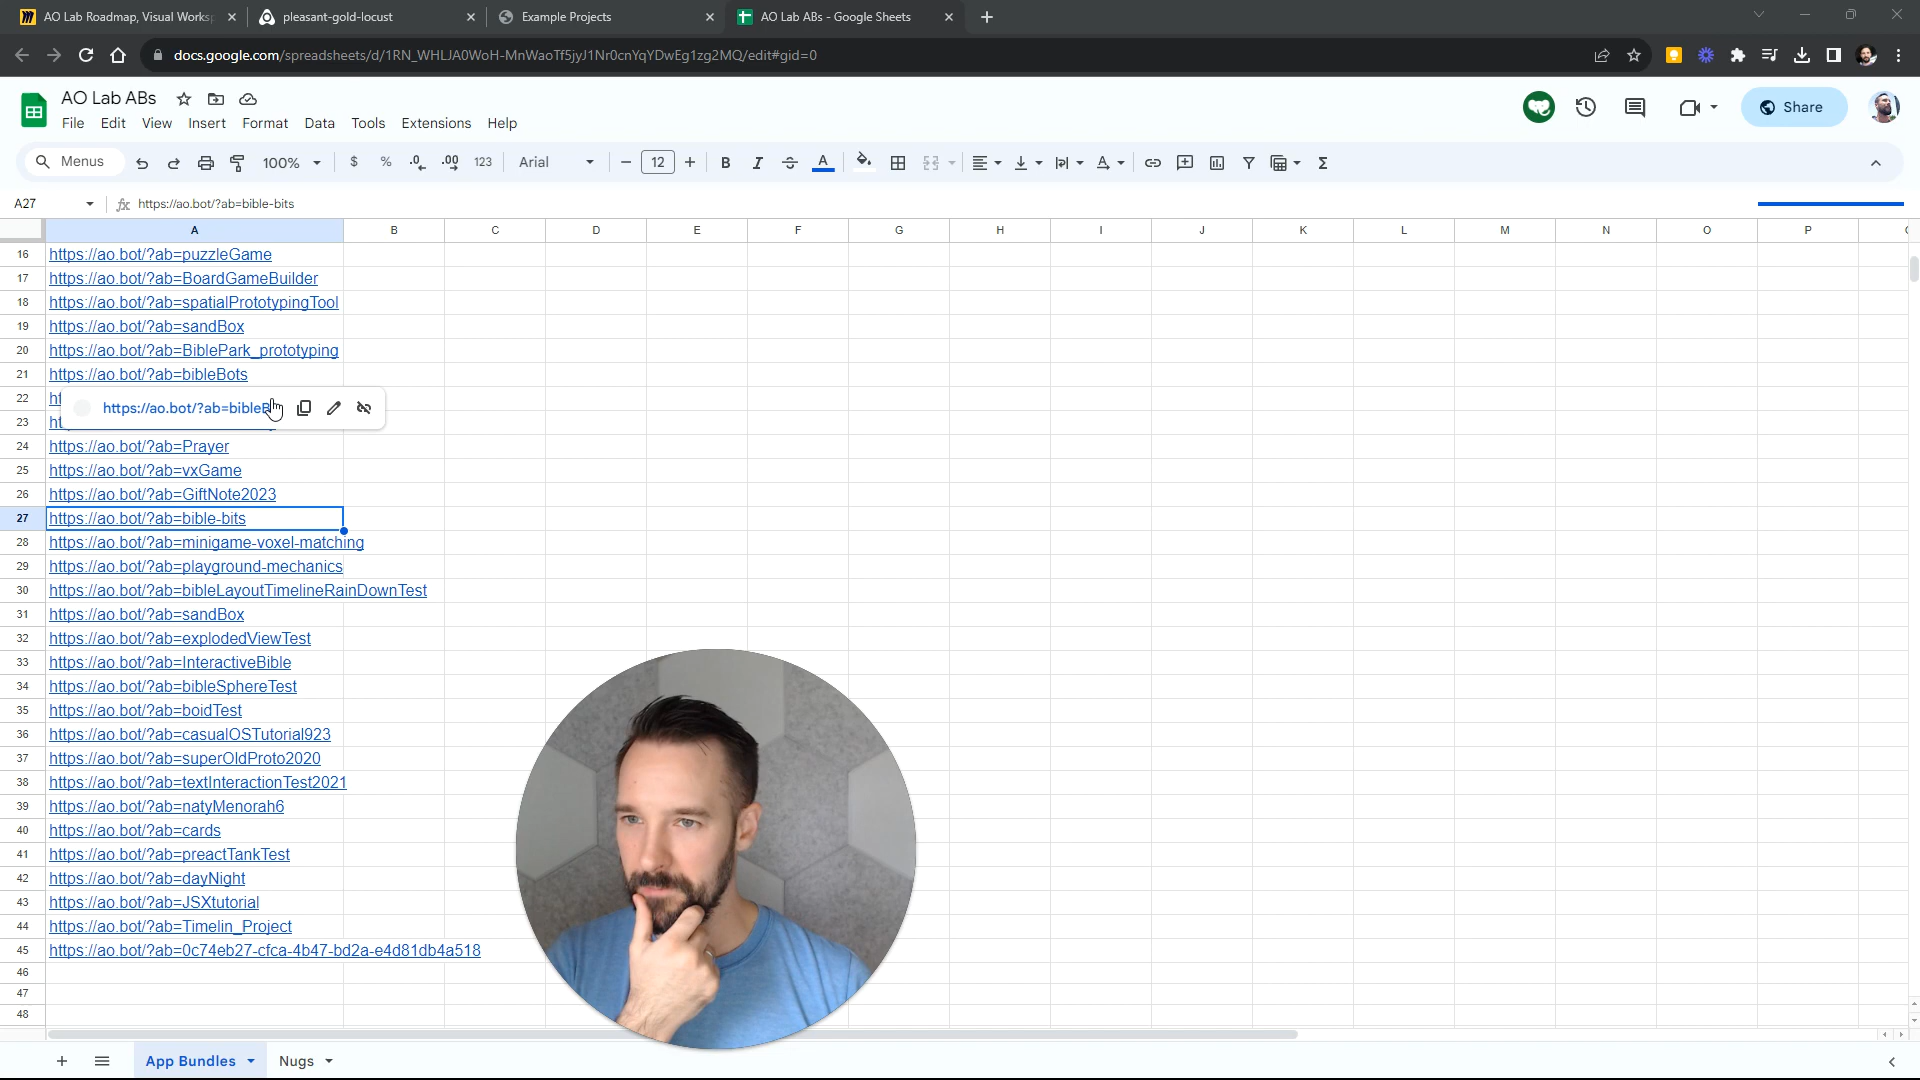 AO Lab Roadmap, Visual Works
pleasant-gold-locust
Example Projects
AO Lab ABs - Google Sheets
docs.google.com/spreadsheets/d/1RN_WHLJA0WoH-MnWaoTf5jyJ1Nr0cnYqYDwEg1zg2MQ/edit#gid=0
AO Lab ABs
Share
File Edit View Insert Format Data Tools Extensions Help
Menus 100% $ % .0 .00 123 Arial 12 B I A
A27 fx https://ao.bot/?ab=bible-bits
A B C D E F G H I J K L M N O P
16 https://ao.bot/?ab=puzzleGame
17 https://ao.bot/?ab=BoardGameBuilder
18 https://ao.bot/?ab=spatialPrototypingTool
19 https://ao.bot/?ab=sandBox
20 https://ao.bot/?ab=BiblePark_prototyping
21 https://ao.bot/?ab=bibleBots
22
https://ao.bot/?ab=bibleB
23
24 https://ao.bot/?ab=Prayer
25 https://ao.bot/?ab=vxGame
26 https://ao.bot/?ab=GiftNote2023
27 https://ao.bot/?ab=bible-bits
28 https://ao.bot/?ab=minigame-voxel-matching
29 https://ao.bot/?ab=playground-mechanics
30 https://ao.bot/?ab=bibleLayoutTimelineRainDownTest
31 https://ao.bot/?ab=sandBox
32 https://ao.bot/?ab=explodedViewTest
33 https://ao.bot/?ab=InteractiveBible
34 https://ao.bot/?ab=bibleSphereTest
35 https://ao.bot/?ab=boidTest
36 https://ao.bot/?ab=casualOSTutorial923
37 https://ao.bot/?ab=superOldProto2020
38 https://ao.bot/?ab=textInteractionTest2021
39 https://ao.bot/?ab=natyMenorah6
40 https://ao.bot/?ab=cards
41 https://ao.bot/?ab=preactTankTest
42 https://ao.bot/?ab=dayNight
43 https://ao.bot/?ab=JSXtutorial
44 https://ao.bot/?ab=Timelin_Project
45 https://ao.bot/?ab=0c74eb27-cfca-4b47-bd2a-e4d81db4a518
46
47
48
App Bundles Nugs